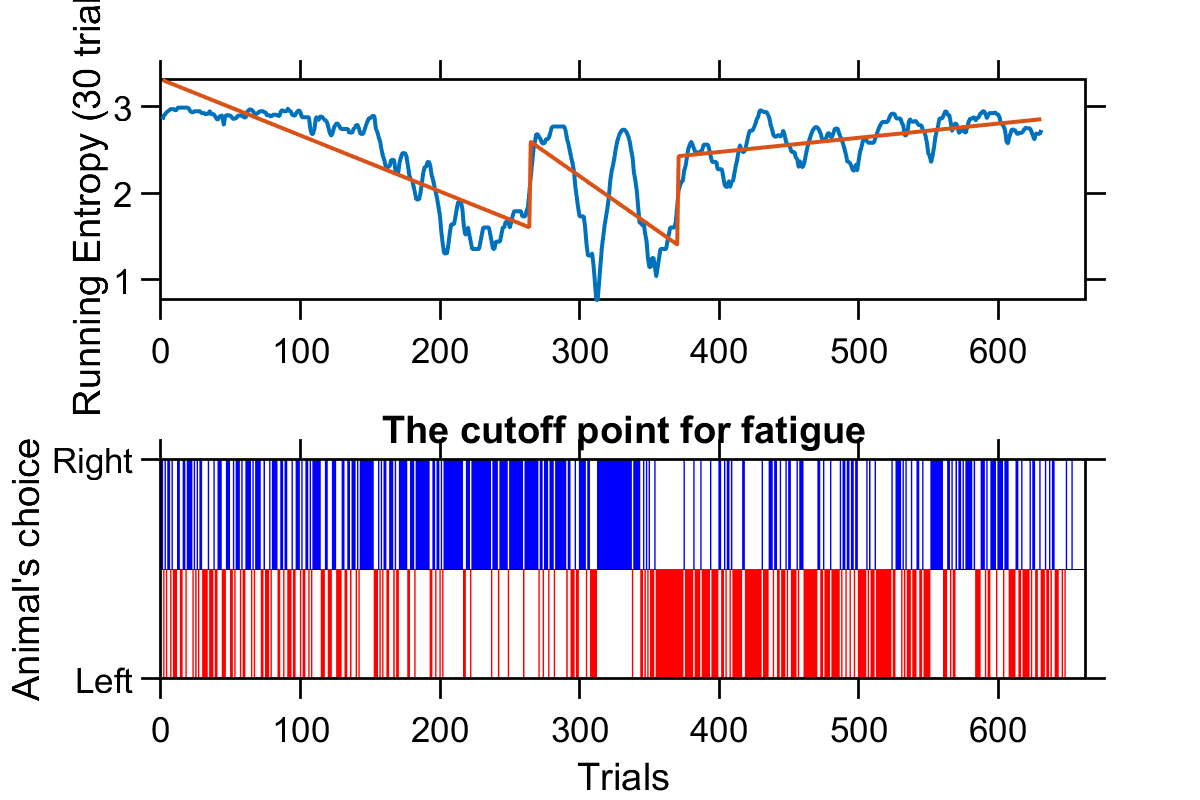 Running Entropy (30 trial
3
2
1
0 100 200 300 400 500 600
The cutoff point for fatigue
Animal's choice
Right
Left
0 100 200 300 400 500 600
Trials